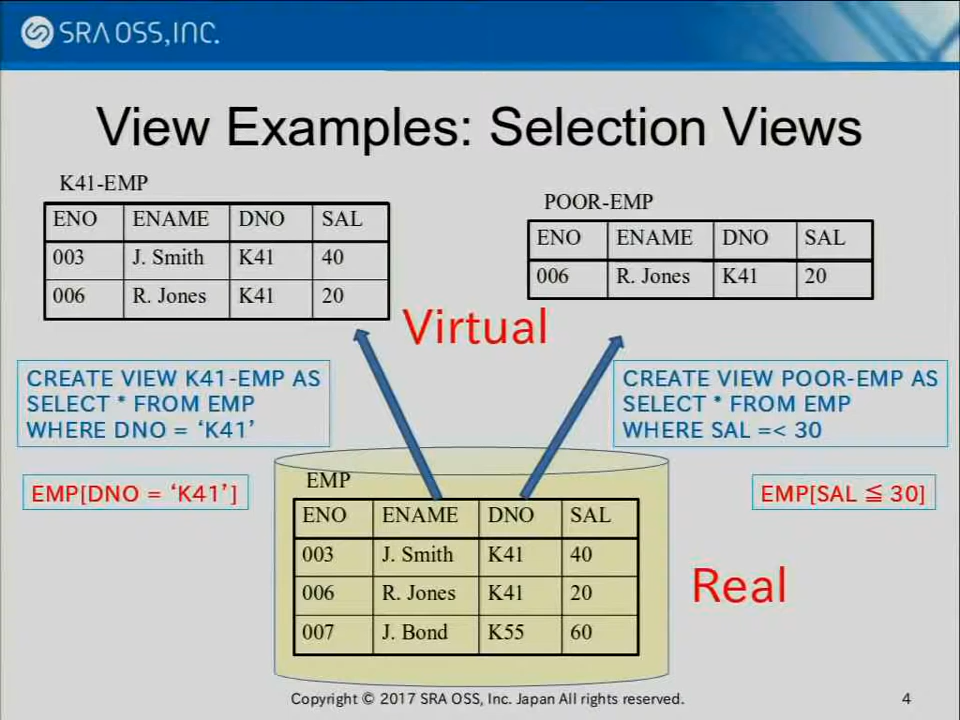 SRA OSS, INC.
View Examples: Selection Views
K41-EMP
ENO ENAME DNO SAL
003 J. Smith K41 40
006 R. Jones K41 20
POOR-EMP
ENO ENAME DNO SAL
006 R. Jones K41 20
Virtual
CREATE VIEW K41-EMP AS
SELECT * FROM EMP
WHERE DNO = ‘K41’
CREATE VIEW POOR-EMP AS
SELECT * FROM EMP
WHERE SAL =< 30
EMP[DNO = ‘K41’]
EMP[SAL ≦ 30]
EMP
ENO ENAME DNO SAL
003 J. Smith K41 40
006 R. Jones K41 20
007 J. Bond K55 60
Real
Copyright © 2017 SRA OSS, Inc. Japan All rights reserved.
4